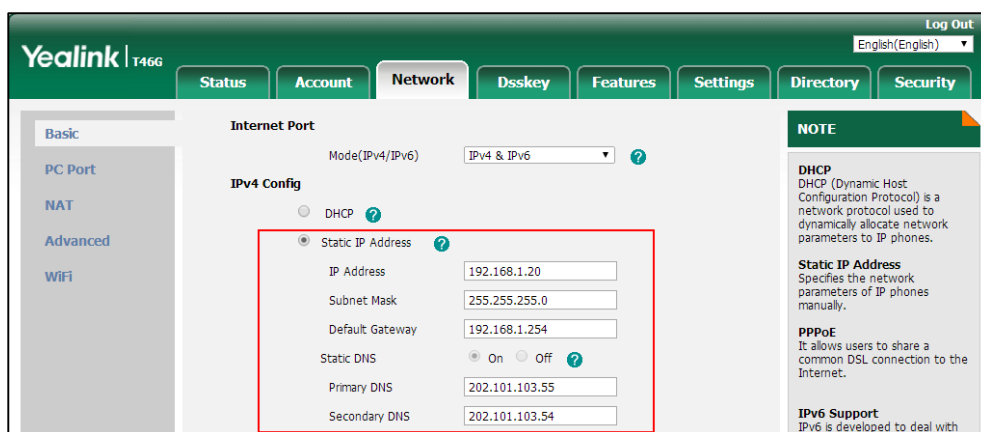 Log Out
Yealink | T46G
English(English)
Status Account Network Dsskey Features Settings Directory Security
Basic
PC Port
NAT
Advanced
WiFi
Internet Port
Mode(IPv4/IPv6) IPv4 & IPv6 ?
IPv4 Config
DHCP ?
Static IP Address ?
IP Address 192.168.1.20
Subnet Mask 255.255.255.0
Default Gateway 192.168.1.254
Static DNS On Off ?
Primary DNS 202.101.103.55
Secondary DNS 202.101.103.54
NOTE
DHCP
DHCP (Dynamic Host
Configuration Protocol) is a
network protocol used to
dynamically allocate network
parameters to IP phones.
Static IP Address
Specifies the network
parameters of IP phones
manually.
PPPoE
It allows users to share a
common DSL connection to the
Internet.
IPv6 Support
IPv6 is developed to deal with